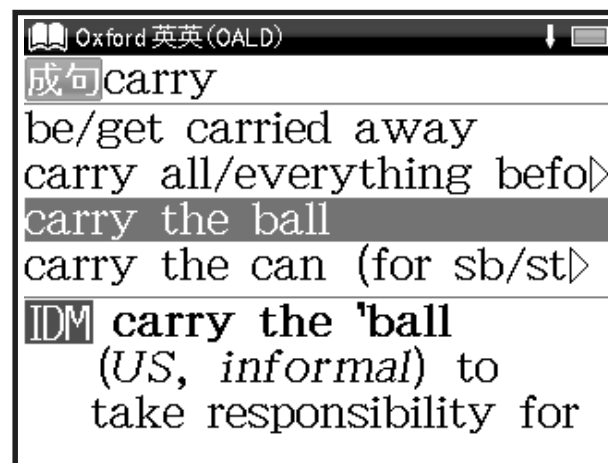 Oxford 英英(OALD)
成句carry
be/get carried away
carry all/everything befo▷
carry the ball
carry the can (for sb/st▷
IDM carry the ˈball
(US, informal) to
take responsibility for